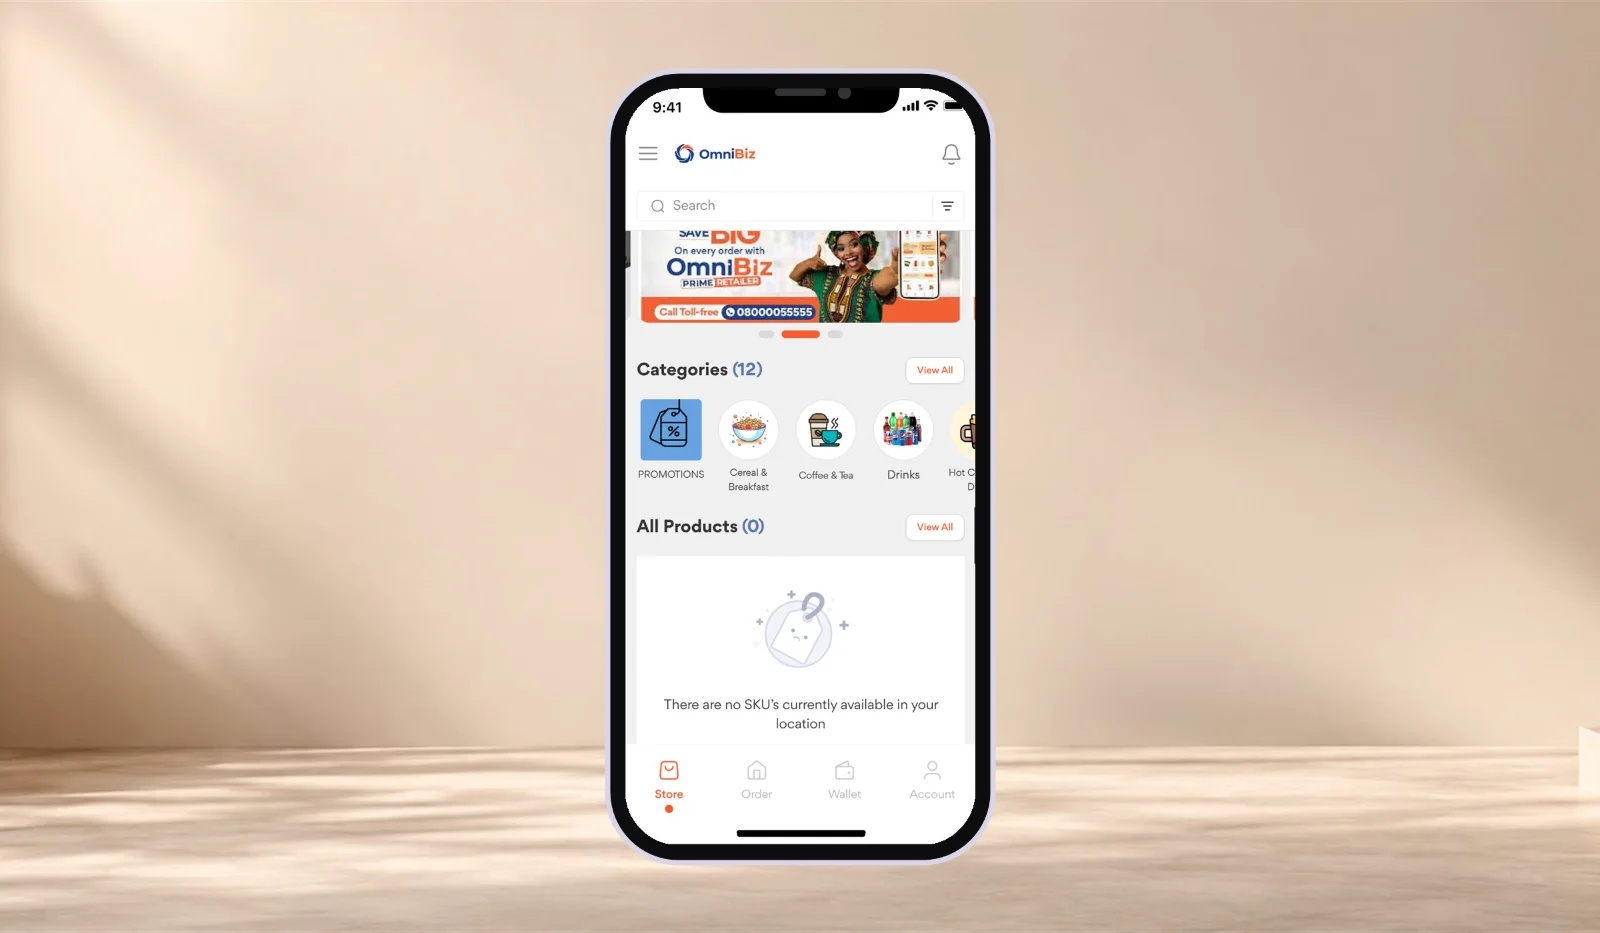 9:41
OmniBiz
Search
SAVE BIG
On every order with
OmniBiz
PRIME RETAILER
Call Toll-free 08000055555
Categories (12)
View All
%
PROMOTIONS
Cereal &
Breakfast
Coffee & Tea
Drinks
Hot C
D
All Products (0)
View All
There are no SKU's currently available in your
location
Store
Order
Wallet
Account